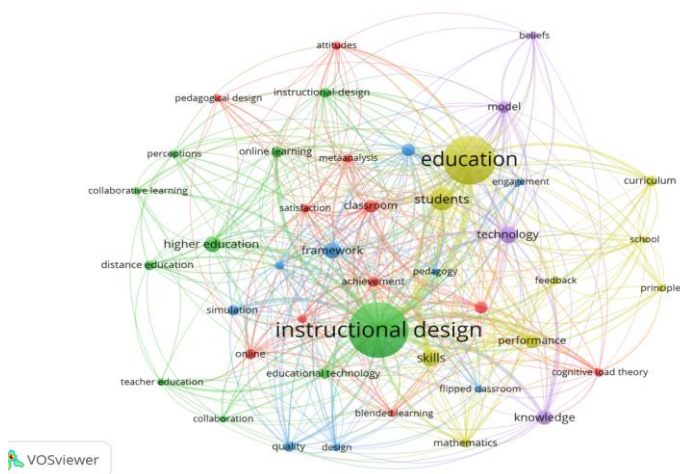 attitudes
beliefs
pedagogical design
instructional-design
model
perceptions
online learning
metaanalysis
education
engagement
curriculum
collaborative learning
students
satisfaction
classroom
technology
school
higher education
framework
distance education
pedagogy
achievement
feedback
principle
simulation
instructional design
performance
online
skills
educational technology
cognitive load theory
teacher education
flipped classroom
blended learning
collaboration
knowledge
quality
design
mathematics
VOSviewer